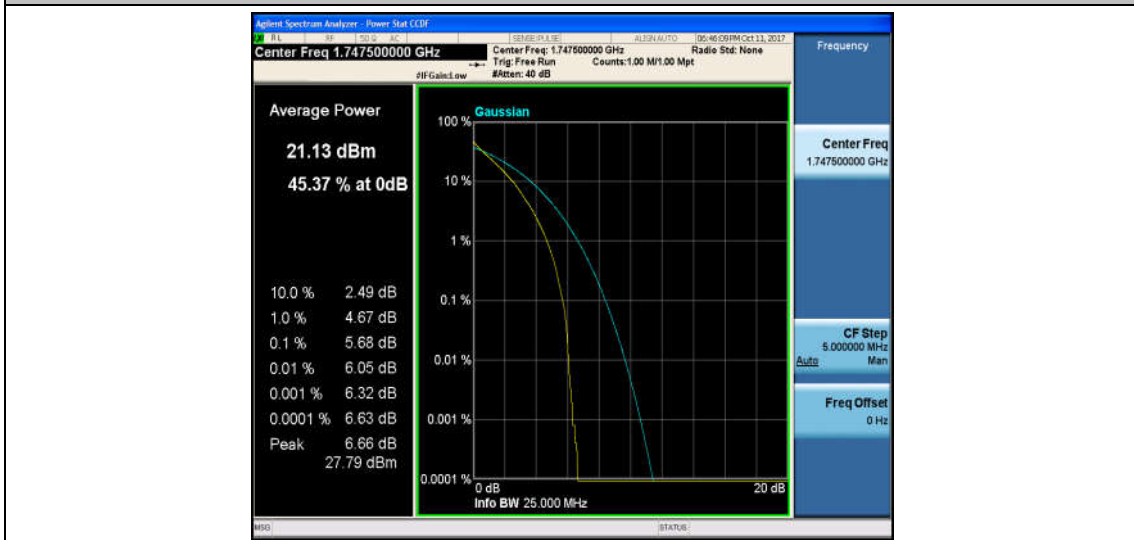 Agilent Spectrum Analyzer - Power Stat CCDF
RL RF 50 Ω AC SENSE:PULSE ALIGN AUTO 06:46:09PM Oct 11, 2017
Center Freq 1.747500000 GHz
Center Freq: 1.747500000 GHz Radio Std: None
Trig: Free Run Counts:1.00 M/1.00 Mpt
#IFGain:Low #Atten: 40 dB
Frequency
Average Power
21.13 dBm
45.37 % at 0dB
10.0 % 2.49 dB
1.0 % 4.67 dB
0.1 % 5.68 dB
0.01 % 6.05 dB
0.001 % 6.32 dB
0.0001 % 6.63 dB
Peak 6.66 dB
27.79 dBm
Gaussian
100 %
10 %
1 %
0.1 %
0.01 %
0.001 %
0.0001 %
0 dB 20 dB
Info BW 25.000 MHz
Center Freq
1.747500000 GHz
CF Step
5.000000 MHz
Auto Man
Freq Offset
0 Hz
MSG STATUS